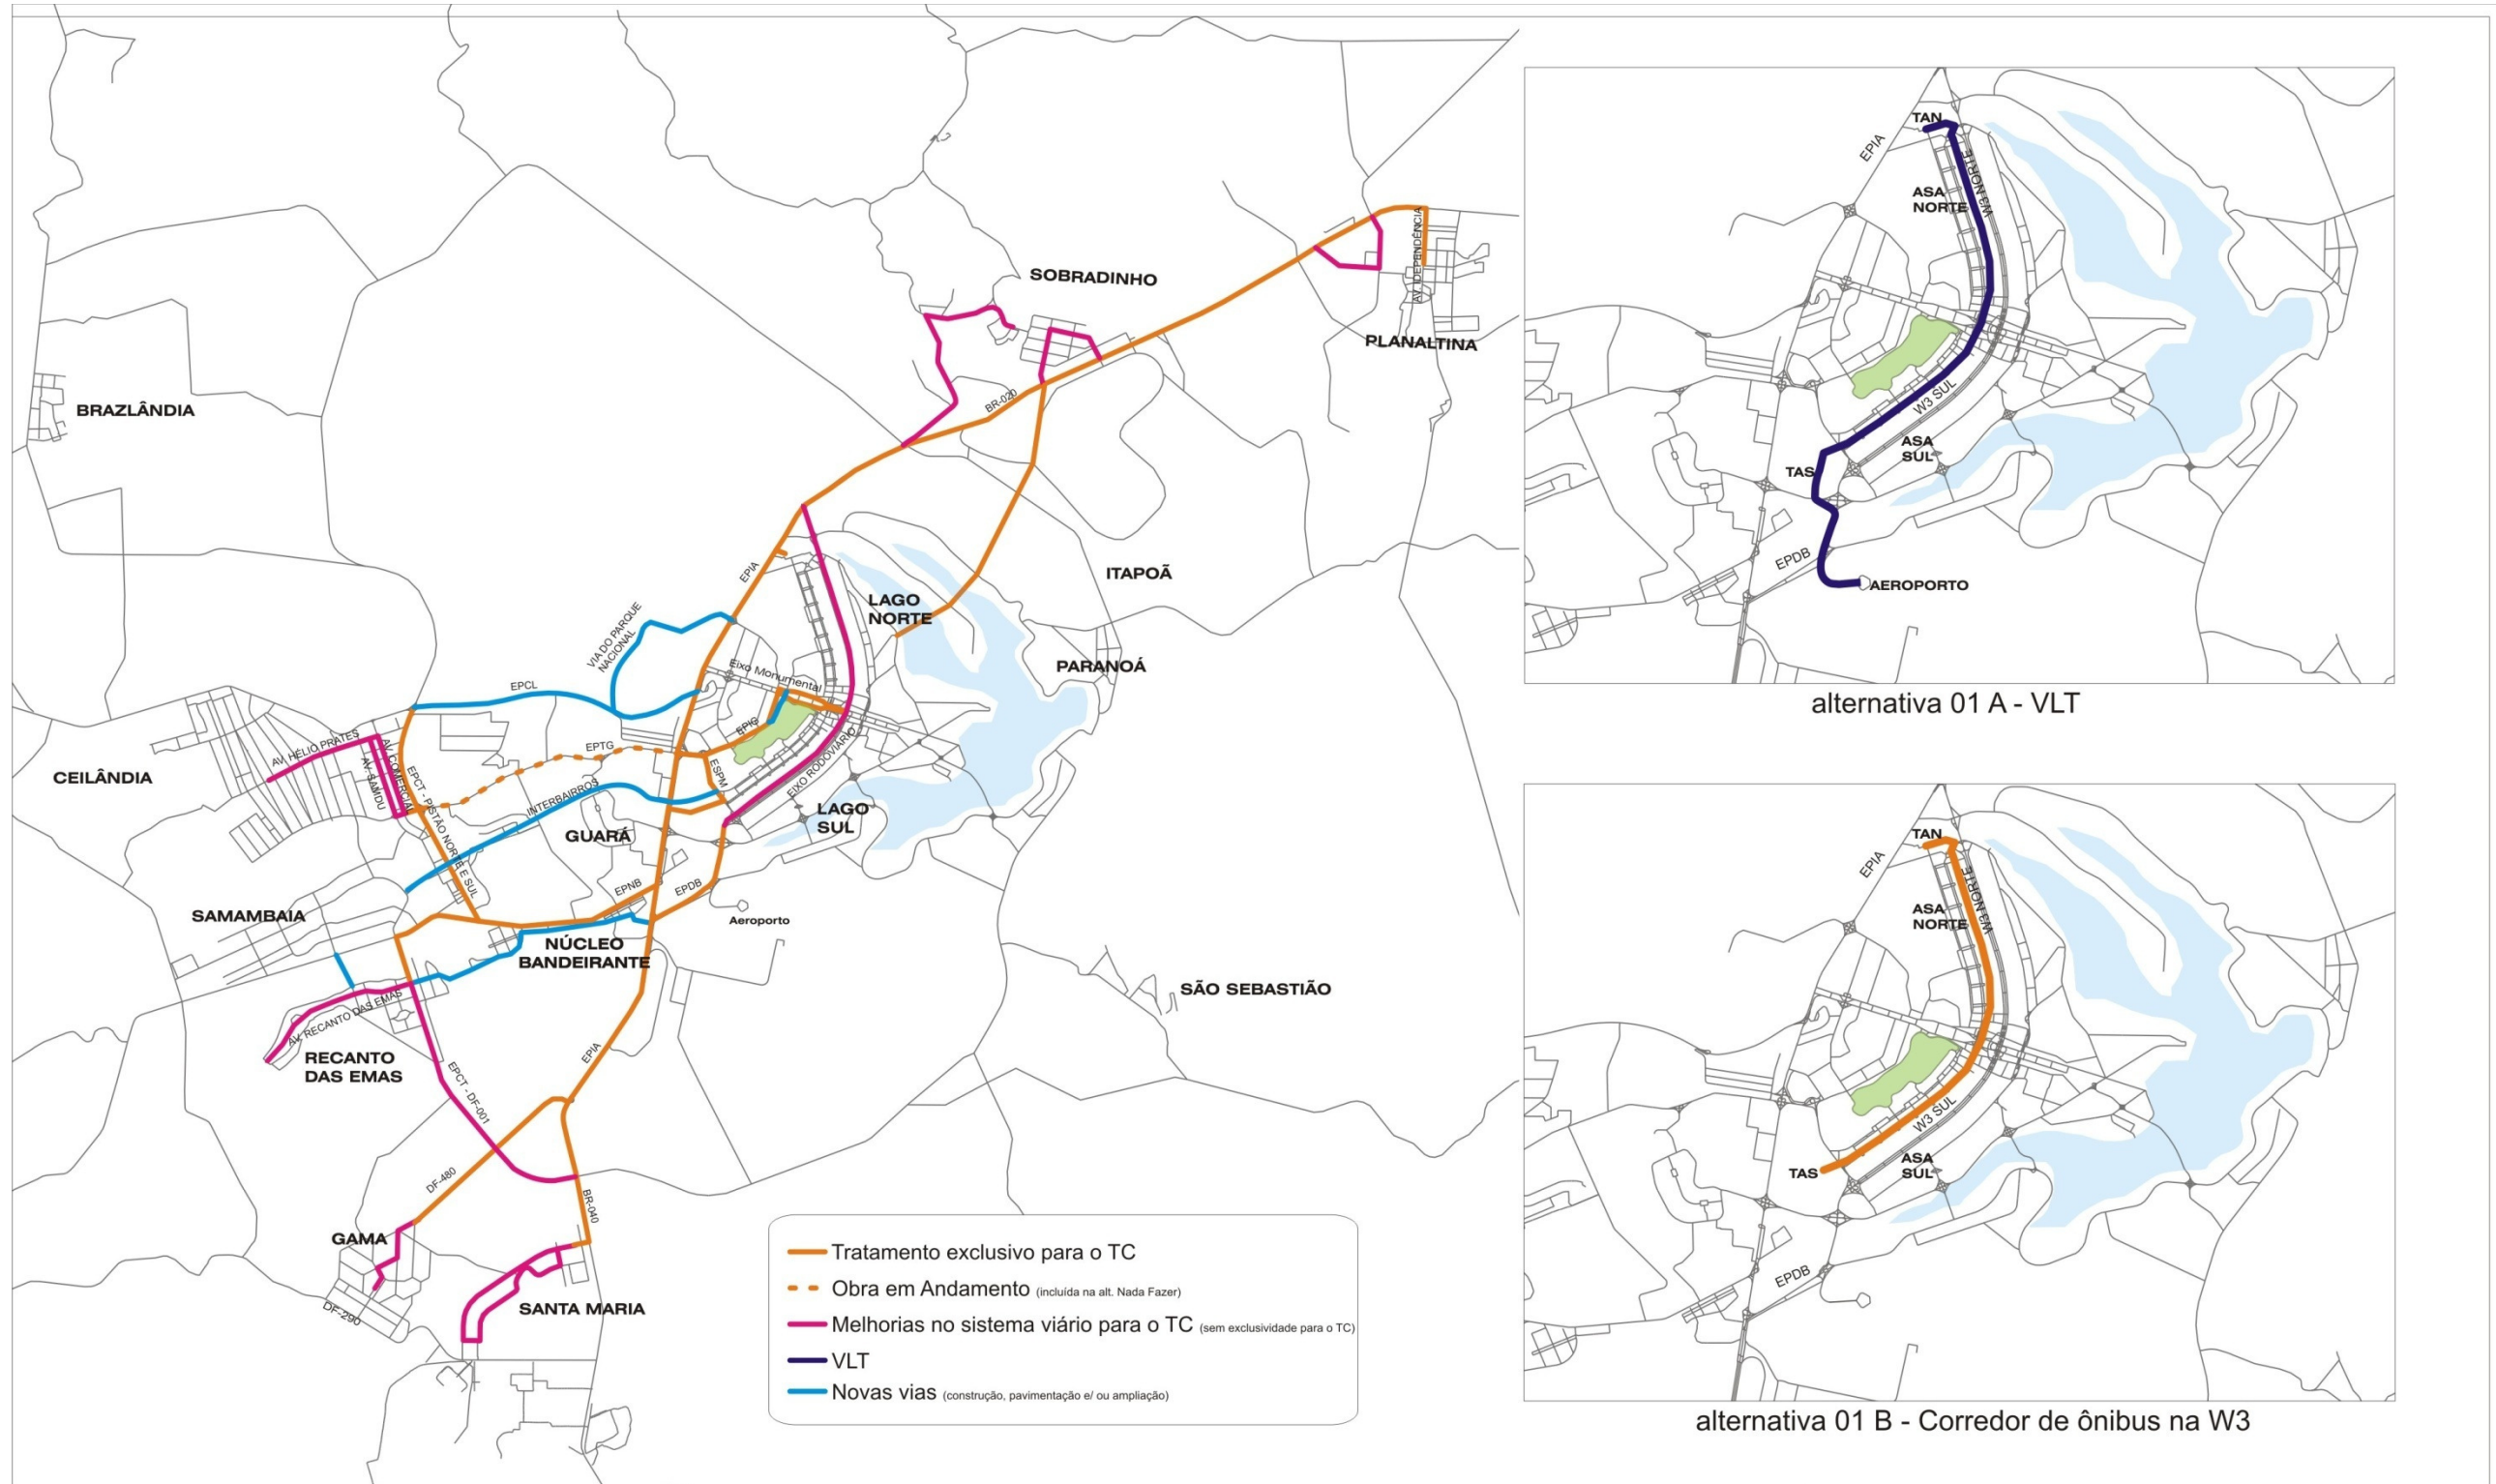 SOBRADINHO
AV. INDEPENDÊNCIA
PLANALTINA
BR-020
BRAZLÂNDIA
EPIA
ITAPOÃ
LAGO
NORTE
VIA DO PARQUE
NACIONAL
PARANOÁ
Eixo Monumental
EPCL
EPIG
EPTG
AV. HÉLIO PRATES
AV. COMERCIAL
AV. SAMDU
CEILÂNDIA
EPCT - PISTÃO NORTE E SUL
ESPM
EIXO RODOVIÁRIO
INTERBAIRROS
LAGO
SUL
GUARÁ
EPNB
EPDB
SAMAMBAIA
Aeroporto
NÚCLEO
BANDEIRANTE
SÃO SEBASTIÃO
AV. RECANTO DAS EMAS
RECANTO
DAS EMAS
EPIA
EPCT - DF-001
DF-480
BR-040
GAMA
SANTA MARIA
DF-290
Tratamento exclusivo para o TC
Obra em Andamento (incluída na alt. Nada Fazer)
Melhorias no sistema viário para o TC (sem exclusividade para o TC)
VLT
Novas vias (construção, pavimentação e/ ou ampliação)
TAN
EPIA
W3 NORTE
ASA
NORTE
W3 SUL
ASA
SUL
TAS
EPDB
AEROPORTO
alternativa 01 A - VLT
TAN
EPIA
W3 NORTE
ASA
NORTE
W3 SUL
ASA
SUL
TAS
EPDB
alternativa 01 B - Corredor de ônibus na W3